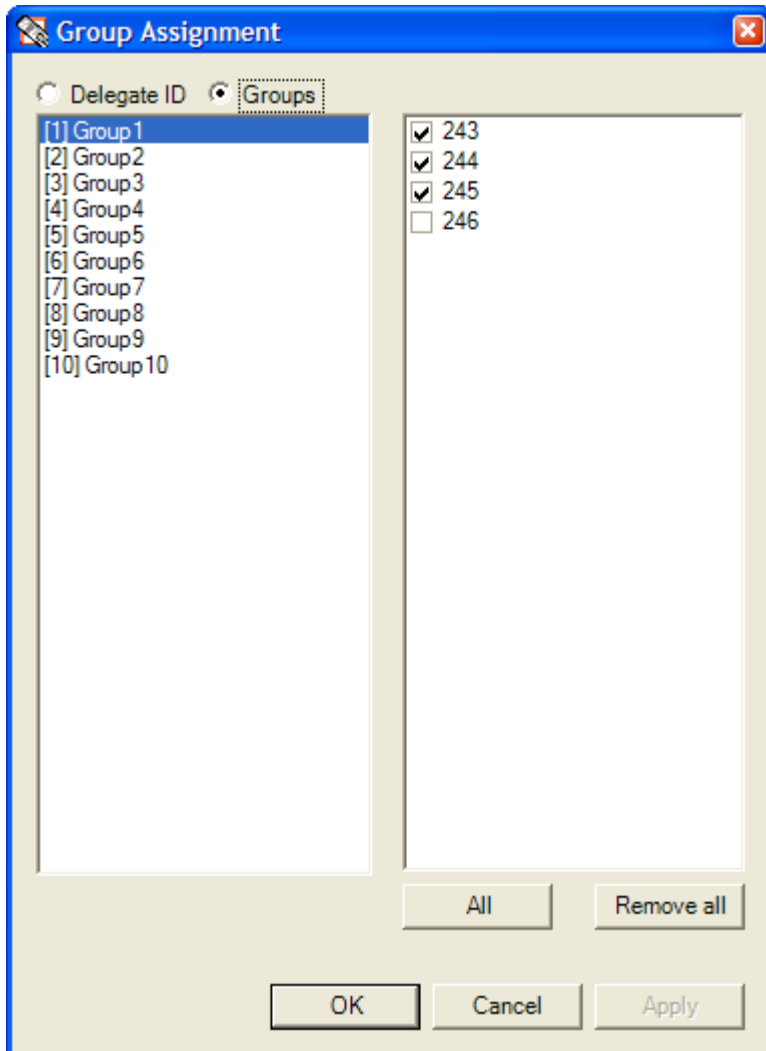 Group Assignment
Delegate ID Groups
[1] Group1
[2] Group2
[3] Group3
[4] Group4
[5] Group5
[6] Group6
[7] Group7
[8] Group8
[9] Group9
[10] Group10
243
244
245
246
All Remove all
OK Cancel Apply